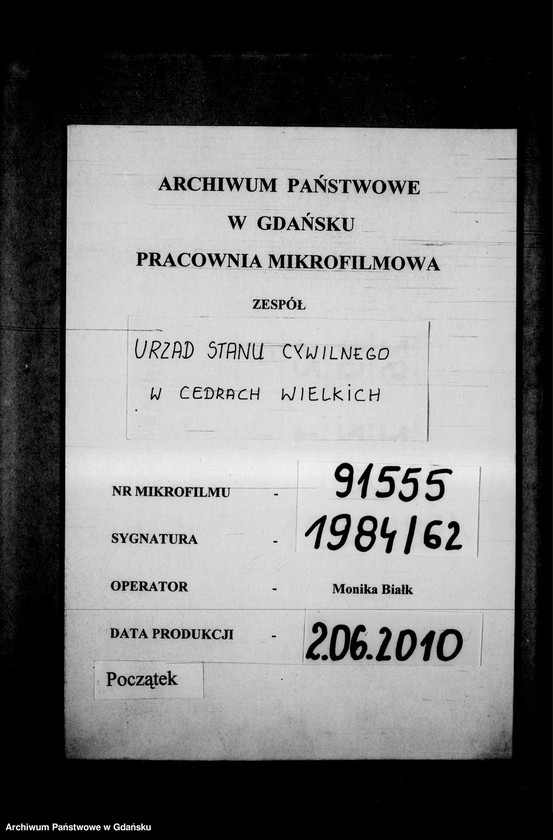 ARCHIWUM PAŃSTWOWE
W GDAŃSKU
PRACOWNIA MIKROFILMOWA
ZESPÓŁ
URZAD STANU CYWILNEGO
W CEDRACH WIELKICH
NR MIKROFILMU - 91555
SYGNATURA - 1984/62
OPERATOR - Monika Białk
DATA PRODUKCJI - 2.06.2010
Początek
Archiwum Państwowe w Gdańsku